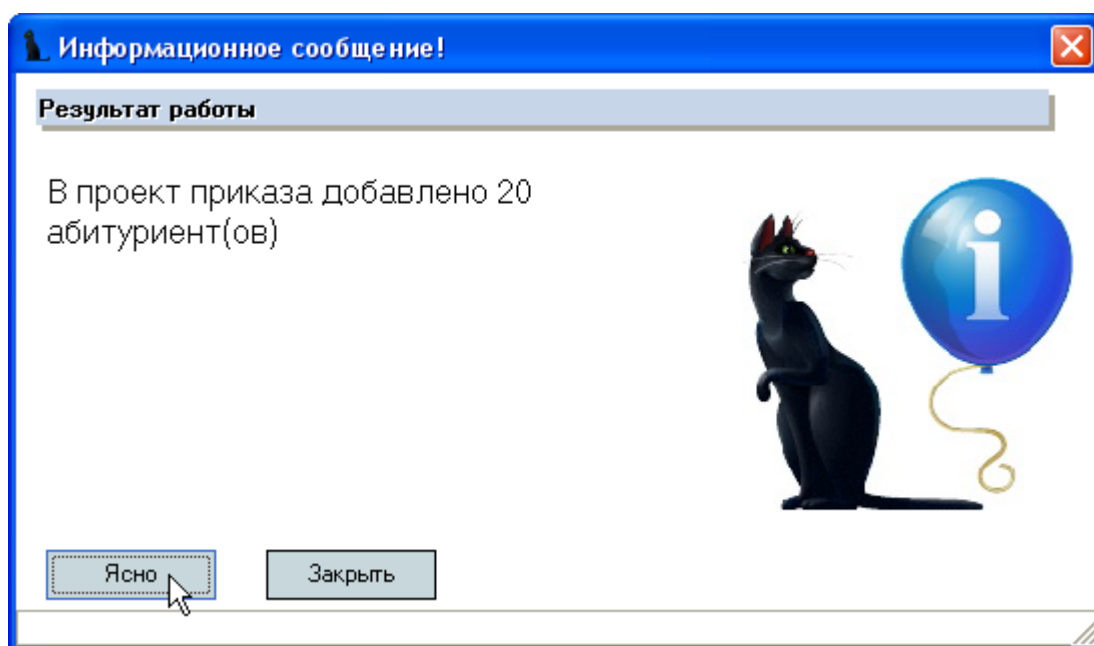 Информационное сообщение!
Результат работы
В проект приказа добавлено 20
абитуриент(ов)
i
Ясно
Закрыть